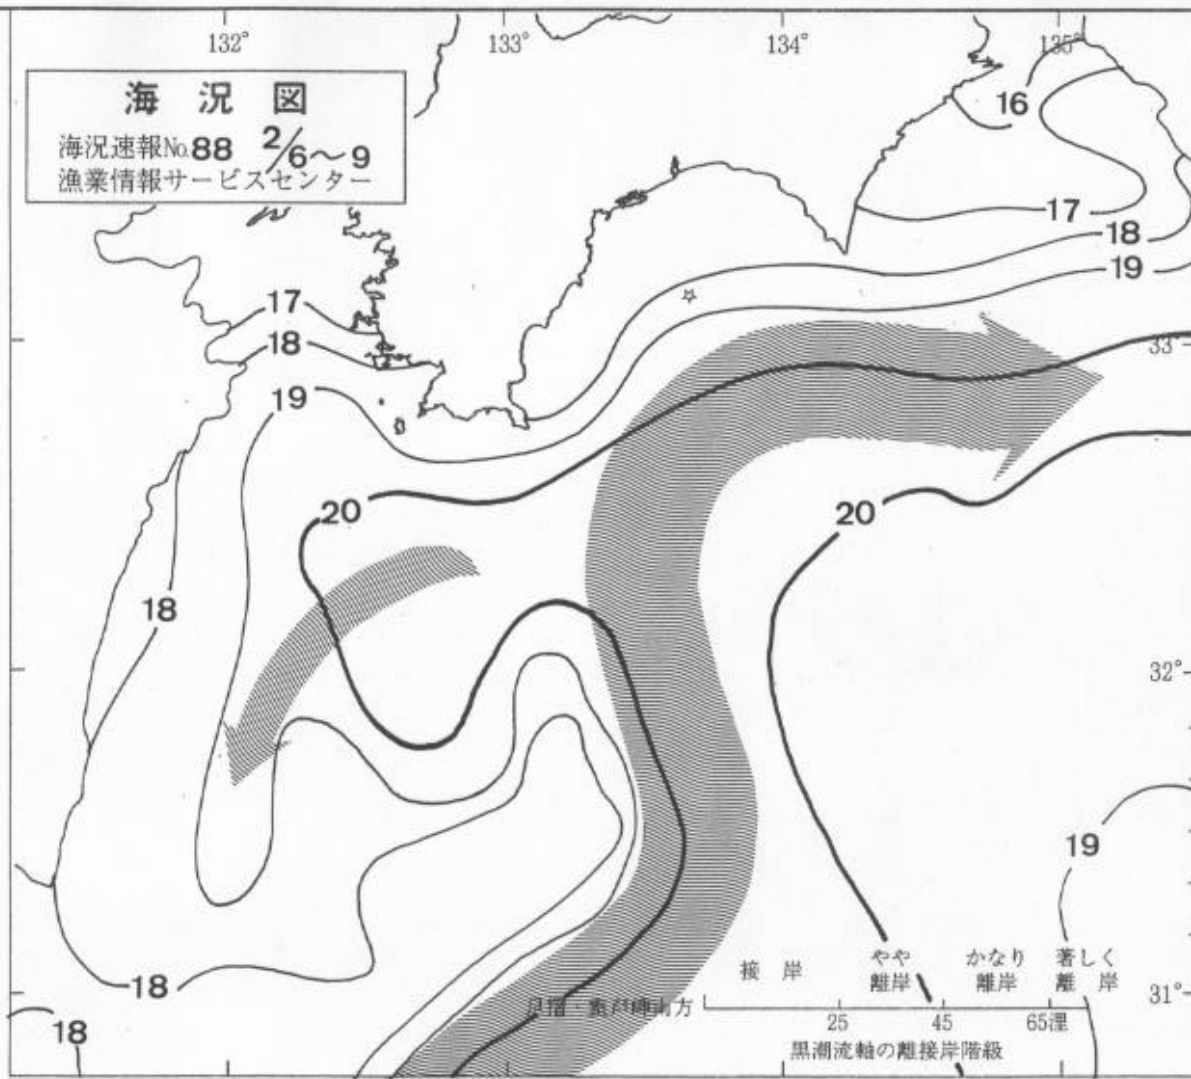 132°
133°
134°
135°
海況図
海況速報No.88 2/6～9
漁業情報サービスセンター
16
17
18
19
17
18
19
20
20
18
32°
33°
19
18
18
接岸
やや離岸
かなり離岸
著しく離岸
31°
足摺・室戸岬南方
25
45
65浬
黒潮流軸の離接岸階級